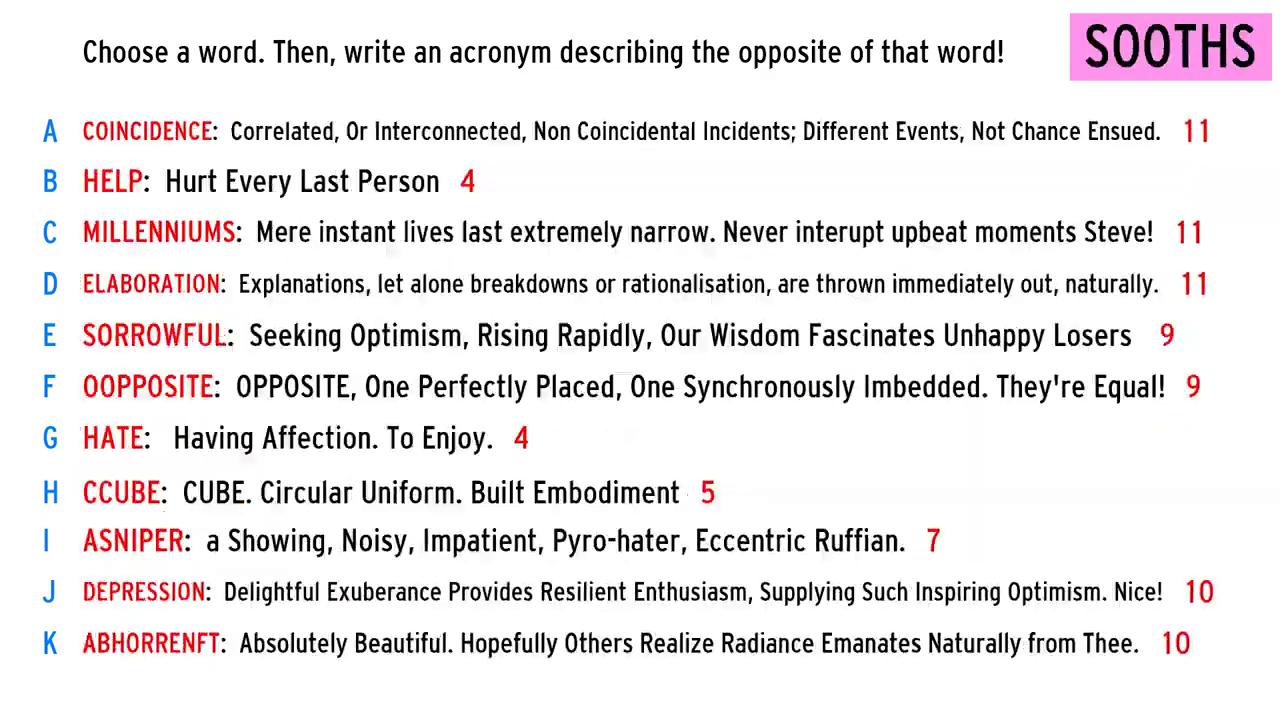 Choose a word. Then, write an acronym describing the opposite of that word!
SOOTHS
A COINCIDENCE: Correlated, Or Interconnected, Non Coincidental Incidents; Different Events, Not Chance Ensued. 11
B HELP: Hurt Every Last Person 4
C MILLENNIUMS: Mere instant lives last extremely narrow. Never interupt upbeat moments Steve! 11
D ELABORATION: Explanations, let alone breakdowns or rationalisation, are thrown immediately out, naturally. 11
E SORROWFUL: Seeking Optimism, Rising Rapidly, Our Wisdom Fascinates Unhappy Losers 9
F OOPPOSITE: OPPOSITE, One Perfectly Placed, One Synchronously Imbedded. They're Equal! 9
G HATE: Having Affection. To Enjoy. 4
H CCUBE: CUBE. Circular Uniform. Built Embodiment 5
I ASNIPER: a Showing, Noisy, Impatient, Pyro-hater, Eccentric Ruffian. 7
J DEPRESSION: Delightful Exuberance Provides Resilient Enthusiasm, Supplying Such Inspiring Optimism. Nice! 10
K ABHORRENFT: Absolutely Beautiful. Hopefully Others Realize Radiance Emanates Naturally from Thee. 10